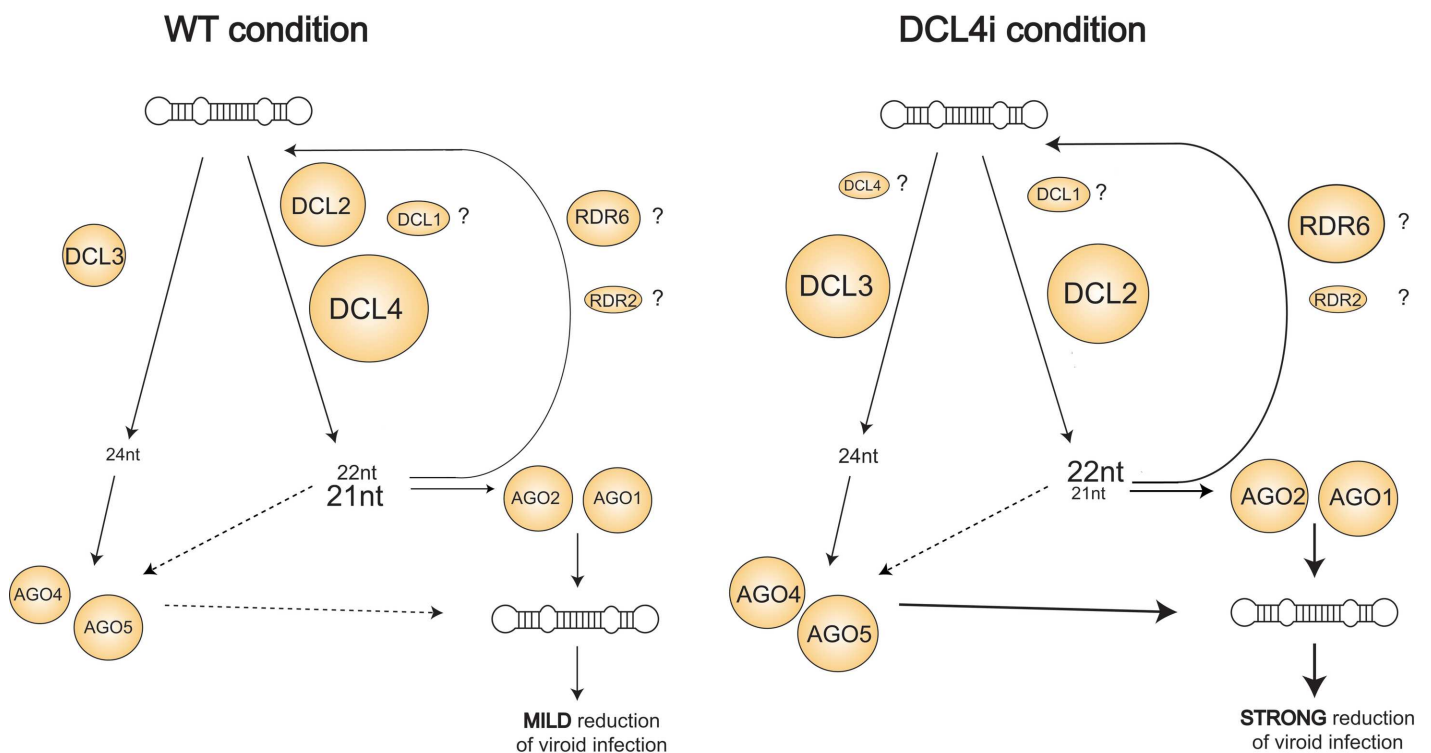 WT condition
DCL2
DCL1
?
RDR6
?
DCL3
DCL4
RDR2
?
24nt
22nt
21nt
AGO2
AGO1
AGO4
AGO5
MILD reduction
of viroid infection
DCL4i condition
DCL4
?
DCL1
?
RDR6
?
DCL3
DCL2
RDR2
?
24nt
22nt
21nt
AGO2
AGO1
AGO4
AGO5
STRONG reduction
of viroid infection